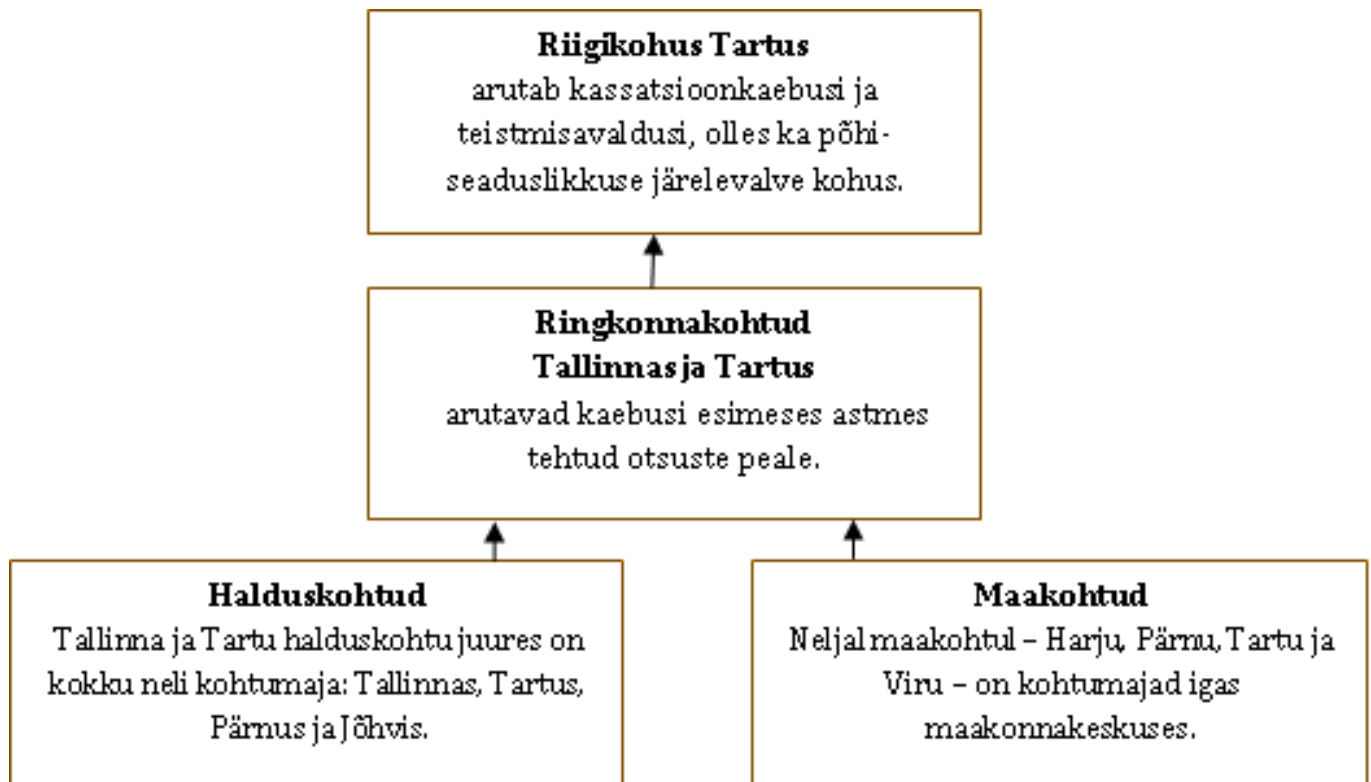 Riigikohus Tartus
arutab kassatsioonkaebusi ja
teistmisavaldusi, olles ka põhi-
seaduslikkuse järelevalve kohus.
Ringkonnakohtud
Tallinnas ja Tartus
arutavad kaebusi esimeses astmes
tehtud otsuste peale.
Halduskohtud
Tallinna ja Tartu halduskohtu juures on
kokku neli kohtumaja: Tallinnas, Tartus,
Pärnus ja Jõhvis.
Maakohtud
Neljal maakohtul – Harju, Pärnu, Tartu ja
Viru – on kohtumajad igas
maakonnakeskuses.